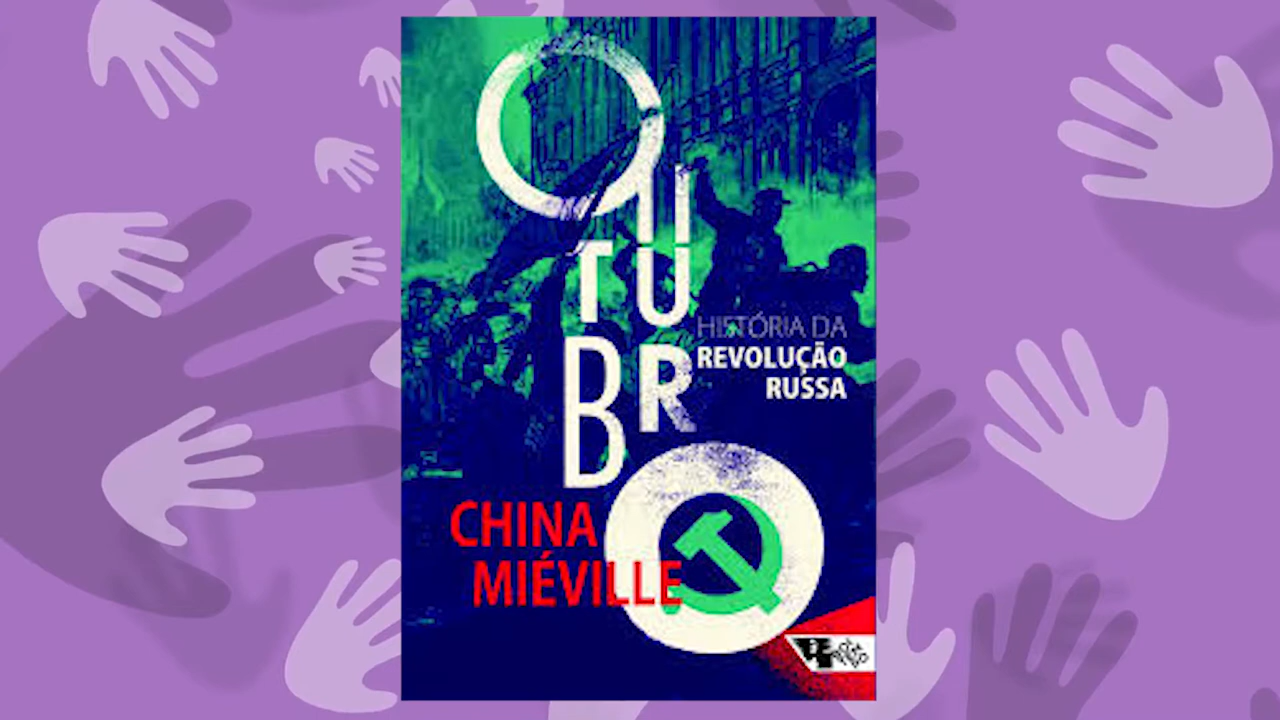 OUTUBRO
HISTÓRIA DA
REVOLUÇÃO
RUSSA
CHINA
MIÉVILLE